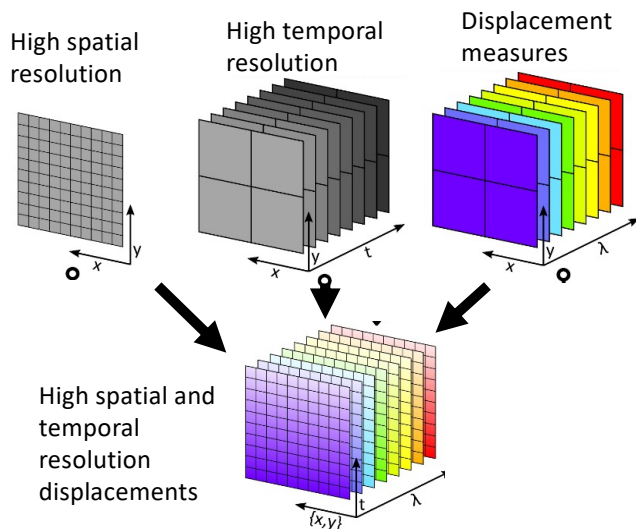 High spatial
resolution
High temporal
resolution
Displacement
measures
y
x
y
x
t
y
x
λ
High spatial and
temporal
resolution
displacements
t
{x,y}
λ